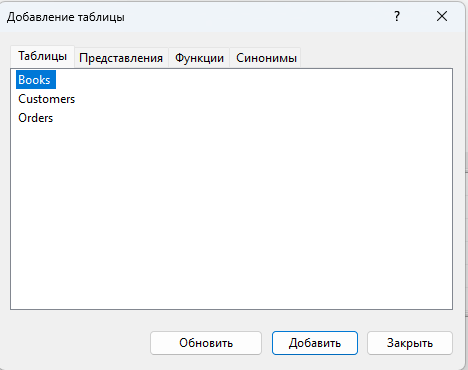 Добавление таблицы ?
Таблицы Представления Функции Синонимы
Books
Customers
Orders
Обновить Добавить Закрыть